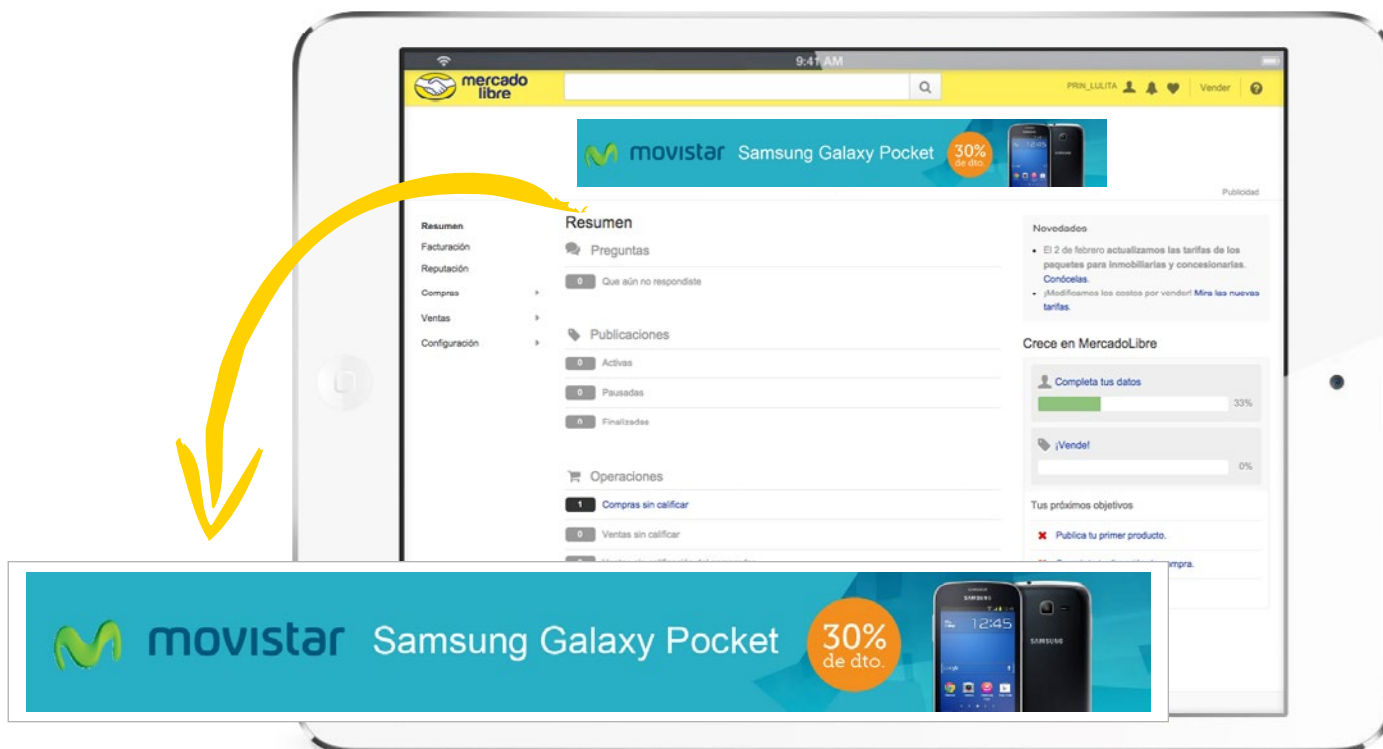 9:41 AM
mercado
libre
PRIN_LULITA
Vender
movistar Samsung Galaxy Pocket 30%
de dto.
12:45
Publicidad
Resumen
Facturación
Reputación
Compras
Ventas
Configuración
Resumen
Preguntas
0 Que aún no respondiste
Publicaciones
0 Activas
0 Pausadas
0 Finalizadas
Operaciones
1 Compras sin calificar
0 Ventas sin calificar
Novedades
El 2 de febrero actualizamos las tarifas de los
paquetes para inmobiliarias y concesionarias.
Conócelas.
¡Modificamos los costos por vender! Mira las nuevas
tarifas.
Crece en MercadoLibre
Completa tus datos
33%
¡Vende!
0%
Tus próximos objetivos
Publica tu primer producto.
movistar Samsung Galaxy Pocket 30%
de dto.
SAMSUNG
12:45
SAMSUNG